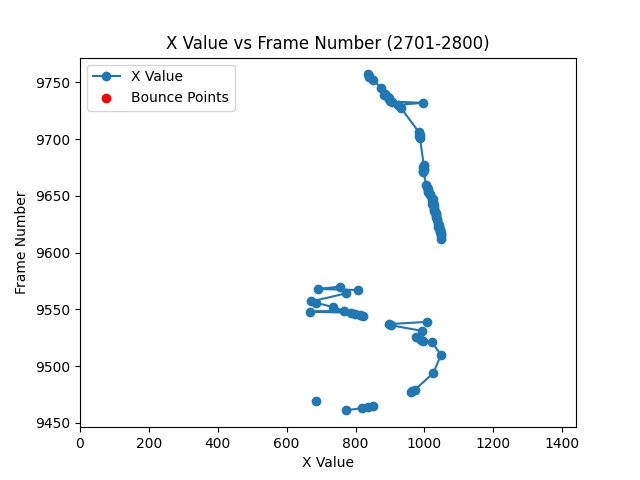 X Value vs Frame Number (2701-2800)
X Value
Bounce Points
Frame Number
9750
9700
9650
9600
9550
9500
9450
0 200 400 600 800 1000 1200 1400
X Value